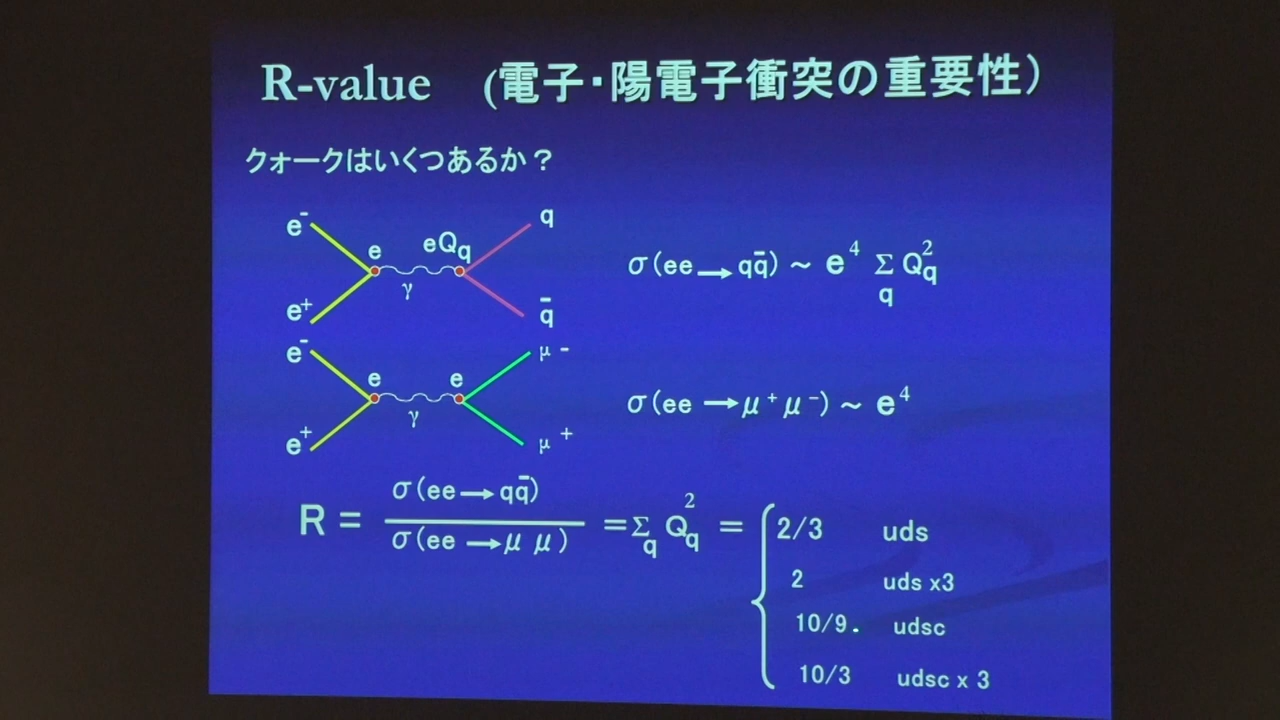 R-value (電子・陽電子衝突の重要性)
クォークはいくつあるか？
e⁻ e eQq q
γ
e⁺ q̄
σ(ee→qq̄) ~ e⁴ Σq Qq²
e⁻ e e μ⁻
γ
e⁺ μ⁺
σ(ee→μ⁺μ⁻) ~ e⁴
R = σ(ee→qq̄) / σ(ee→μμ) = Σq Qq² =
2/3 uds
2 uds x3
10/9. udsc
10/3 udsc x 3